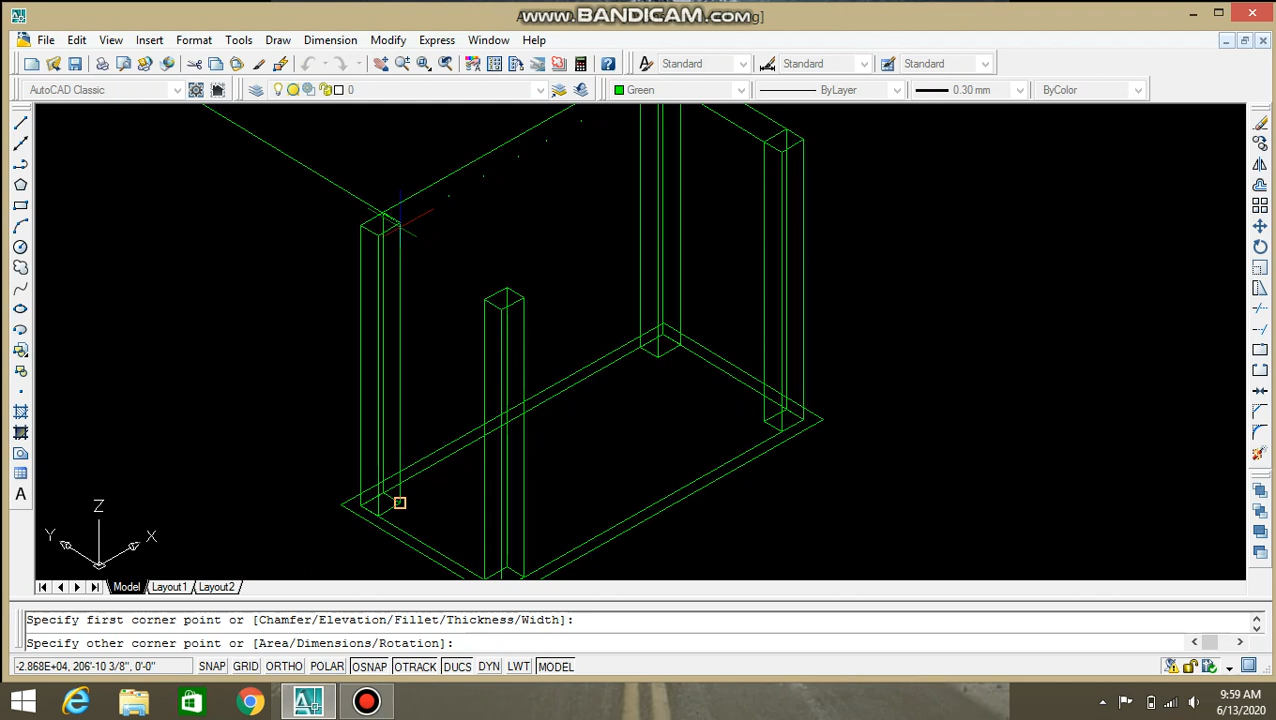 A www.BANDICAM.com g]
File Edit View Insert Format Tools Draw Dimension Modify Express Window Help
Standard Standard Standard
AutoCAD Classic 0 Green ByLayer 0.30 mm ByColor
A
Z
Y X
Model Layout1 Layout2
Specify first corner point or [Chamfer/Elevation/Fillet/Thickness/Width]:
Specify other corner point or [Area/Dimensions/Rotation]:
-2.868E+04, 206'-10 3/8", 0'-0" SNAP GRID ORTHO POLAR OSNAP OTRACK DUCS DYN LWT MODEL
9:59 AM
6/13/2020